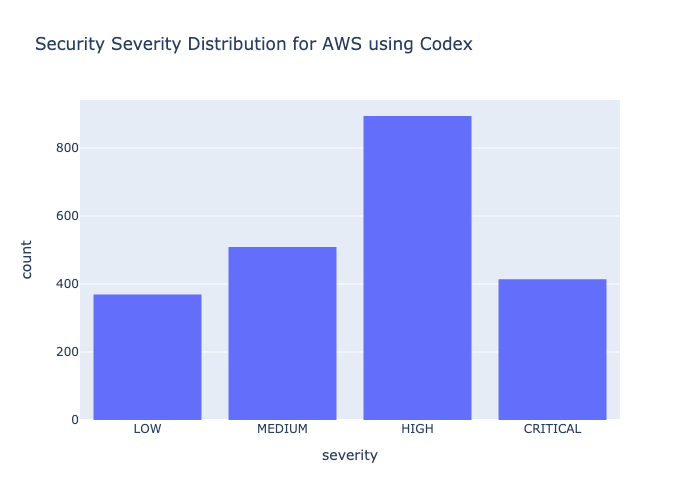 Security Severity Distribution for AWS using Codex
count
800
600
400
200
0
LOW MEDIUM HIGH CRITICAL
severity